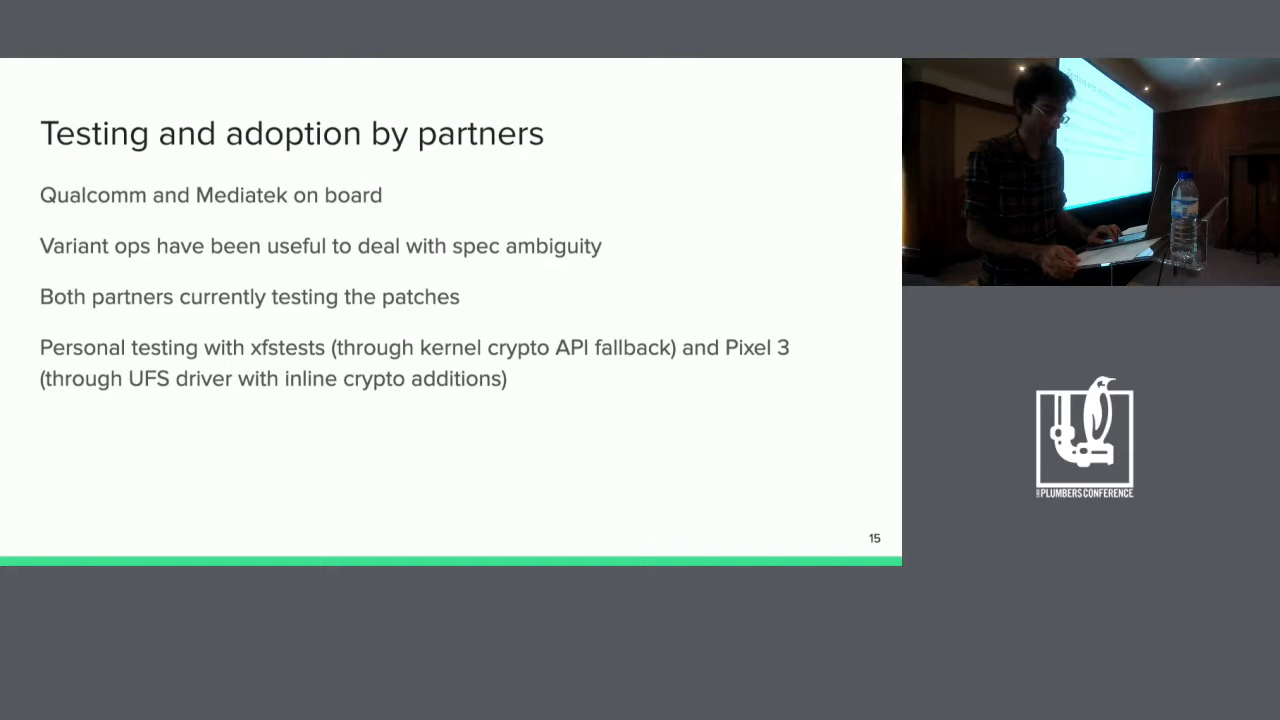 Testing and adoption by partners
Qualcomm and Mediatek on board
Variant ops have been useful to deal with spec ambiguity
Both partners currently testing the patches
Personal testing with xfstests (through kernel crypto API fallback) and Pixel 3
(through UFS driver with inline crypto additions)
15
PLUMBERS CONFERENCE